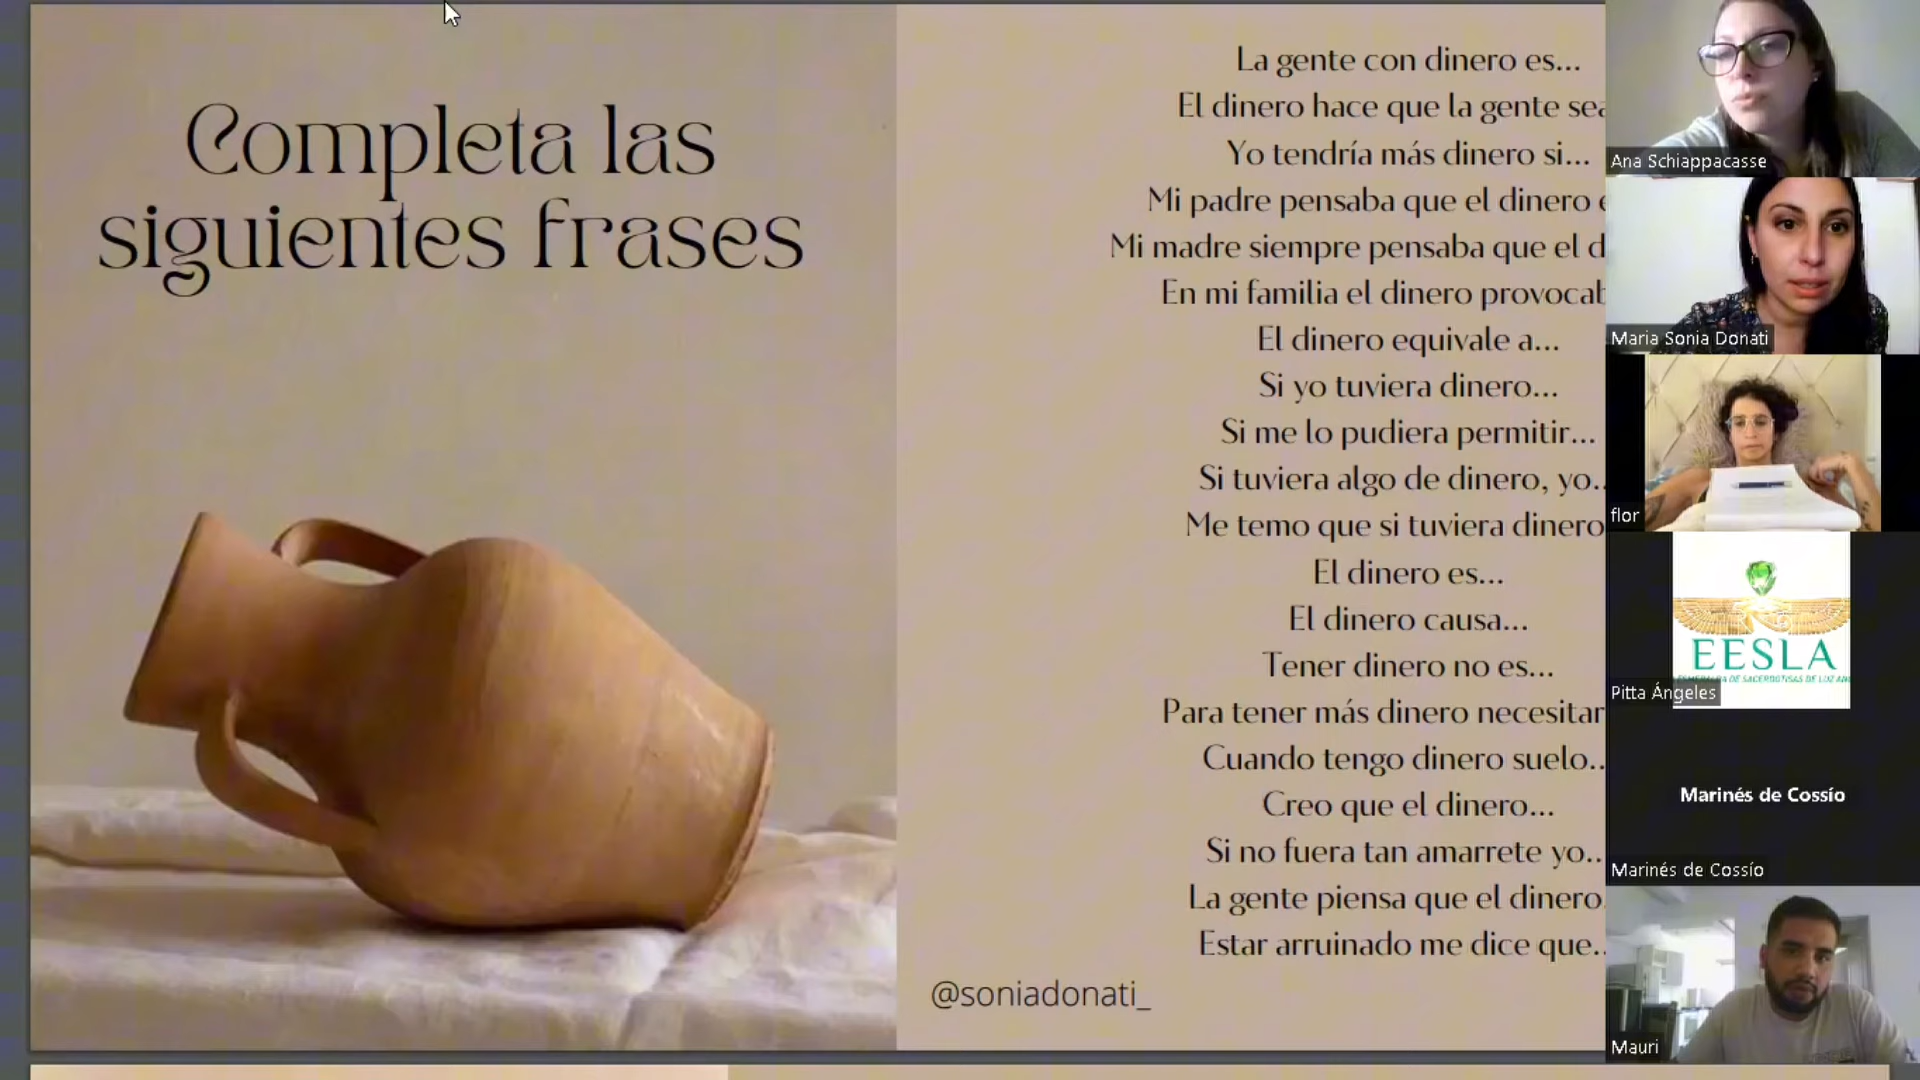 Completa las
siguientes frases
La gente con dinero es...
El dinero hace que la gente sea
Yo tendría más dinero si...
Mi padre pensaba que el dinero
Mi madre siempre pensaba que el
En mi familia el dinero
El dinero equivale a...
Si yo tuviera dinero...
Si me lo pudiera permitir...
Si tuviera algo de dinero, yo..
Me temo que si tuviera dinero
El dinero es...
El dinero causa...
Tener dinero no es...
Para tener más dinero
Cuando tengo dinero suelo..
Creo que el dinero...
Si no fuera tan amarrete yo..
La gente piensa que el dinero.
Estar arruinado me dice que..
@soniadonati_
Ana Schiappacasse
Maria Sonia Donati
flor
EESLA
DE SACERDOTISAS DE LUZ
Pitta Ángeles
Marinés de Cossío
Marinés de Cossío
Mauri